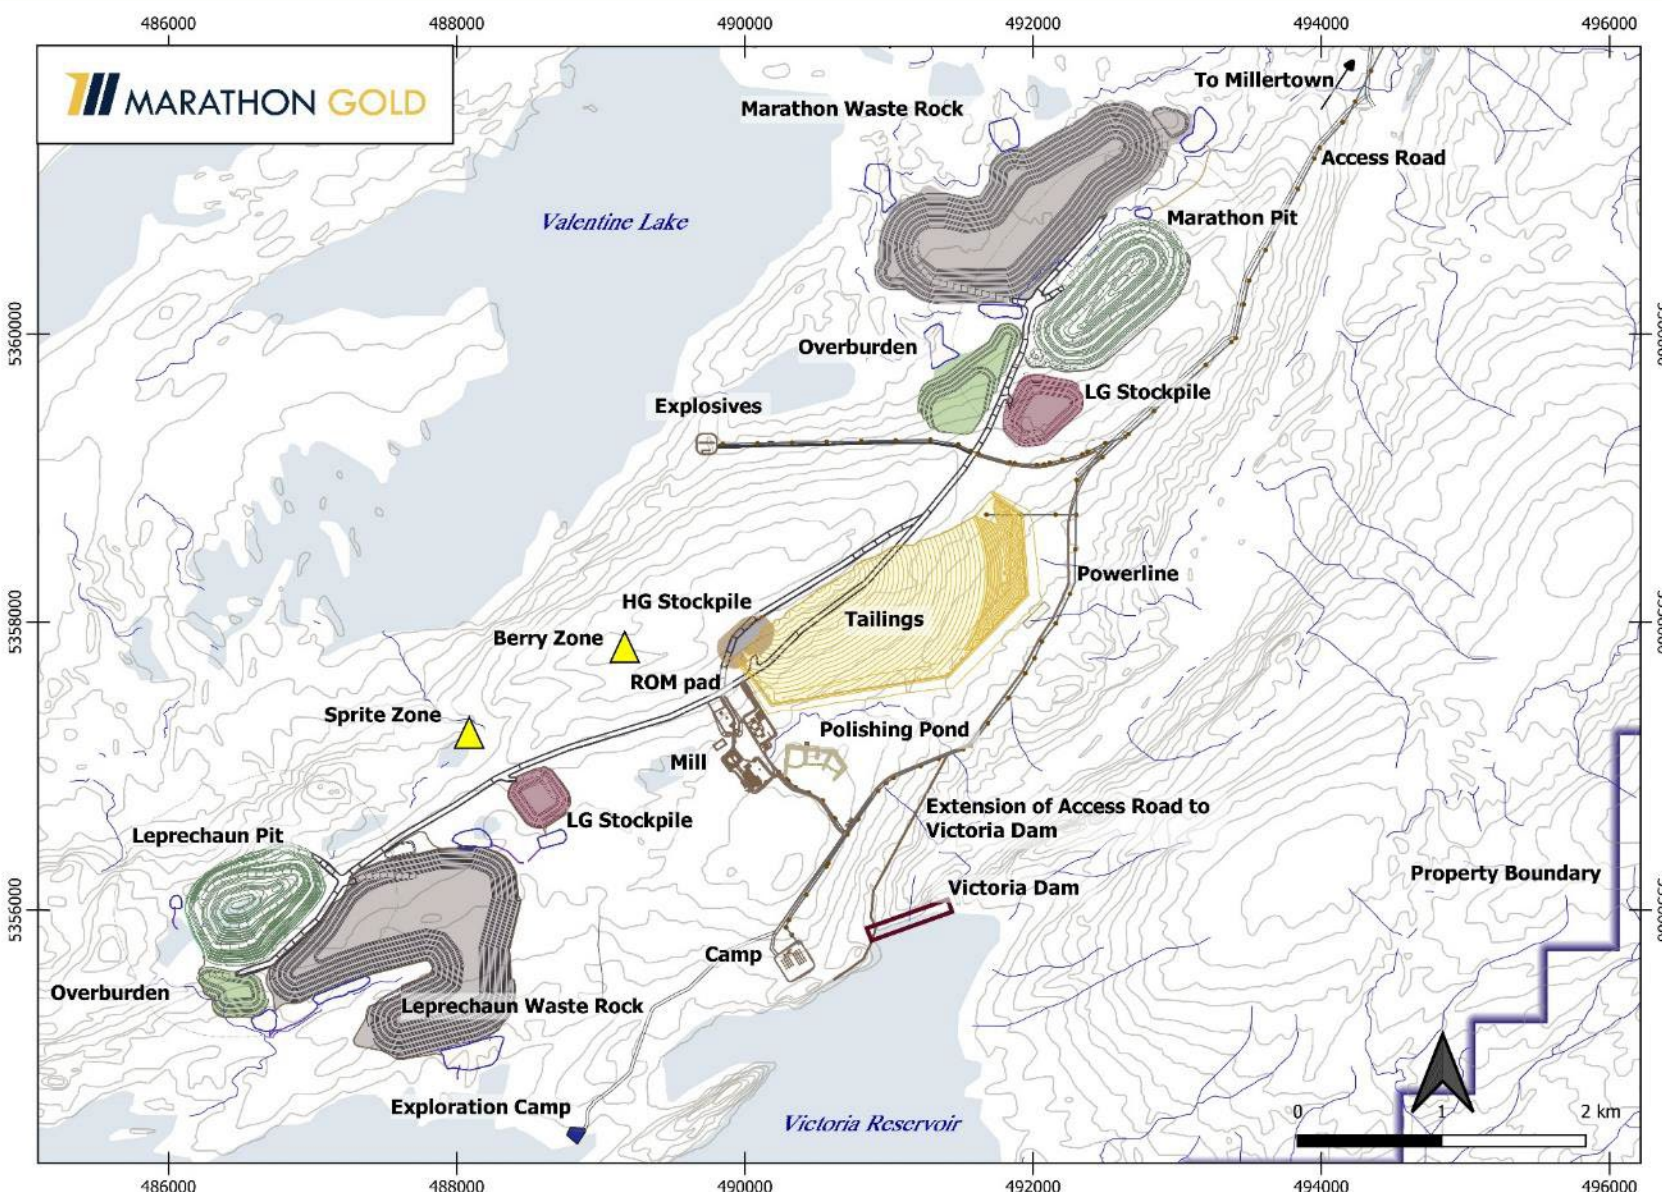 486000
488000
490000
492000
494000
496000
MARATHON GOLD
To Millertown
Marathon Waste Rock
Access Road
Valentine Lake
Marathon Pit
5360000
5360000
Overburden
LG Stockpile
Explosives
Powerline
HG Stockpile
Tailings
5358000
5358000
Berry Zone
ROM pad
Sprite Zone
Polishing Pond
Mill
Extension of Access Road to
Victoria Dam
LG Stockpile
Leprechaun Pit
Property Boundary
Victoria Dam
5356000
5356000
Camp
Overburden
Leprechaun Waste Rock
Exploration Camp
Victoria Reservoir
0
1
2 km
486000
488000
490000
492000
494000
496000